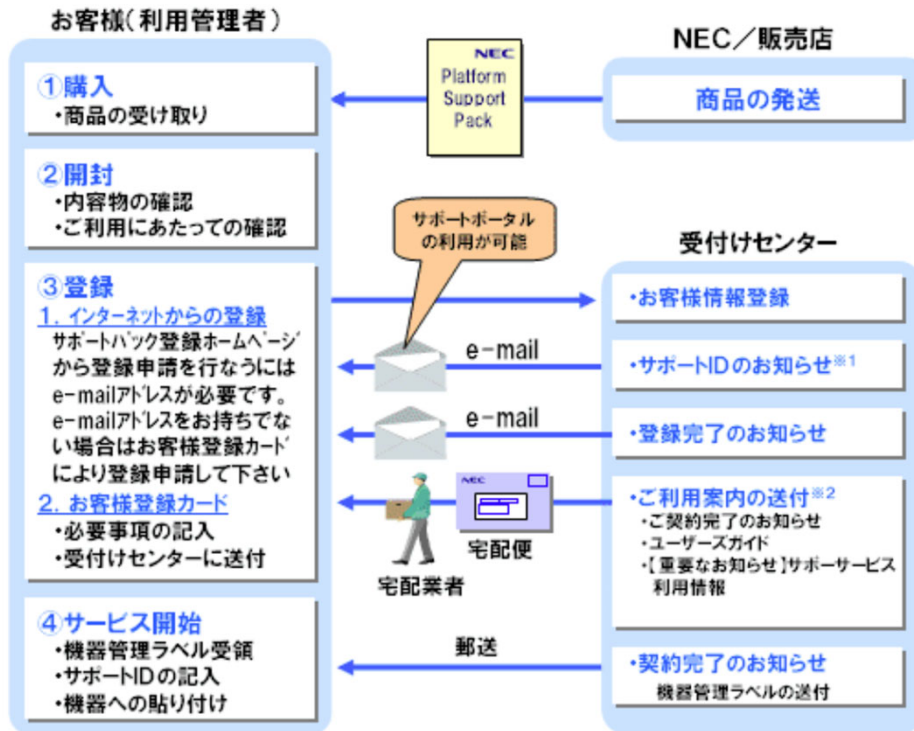 お客様（利用管理者）
①購入
・商品の受け取り
②開封
・内容物の確認
・ご利用にあたっての確認
③登録
1. インターネットからの登録
サポートパック登録ホームページ
から登録申請を行なうには
e-mailアドレスが必要です。
e-mailアドレスをお持ちでな
い場合はお客様登録カード
により登録申請して下さい
2. お客様登録カード
・必要事項の記入
・受付けセンターに送付
④サービス開始
・機器管理ラベル受領
・サポートIDの記入
・機器への貼り付け
NEC
Platform
Support
Pack
サポートポータル
の利用が可能
e-mail
e-mail
NEC
宅配便
宅配業者
郵送
NEC／販売店
商品の発送
受付けセンター
・お客様情報登録
・サポートIDのお知らせ※1
・登録完了のお知らせ
・ご利用案内の送付※2
・ご契約完了のお知らせ
・ユーザーズガイド
・【重要なお知らせ】サポーサービス
利用情報
・契約完了のお知らせ
機器管理ラベルの送付